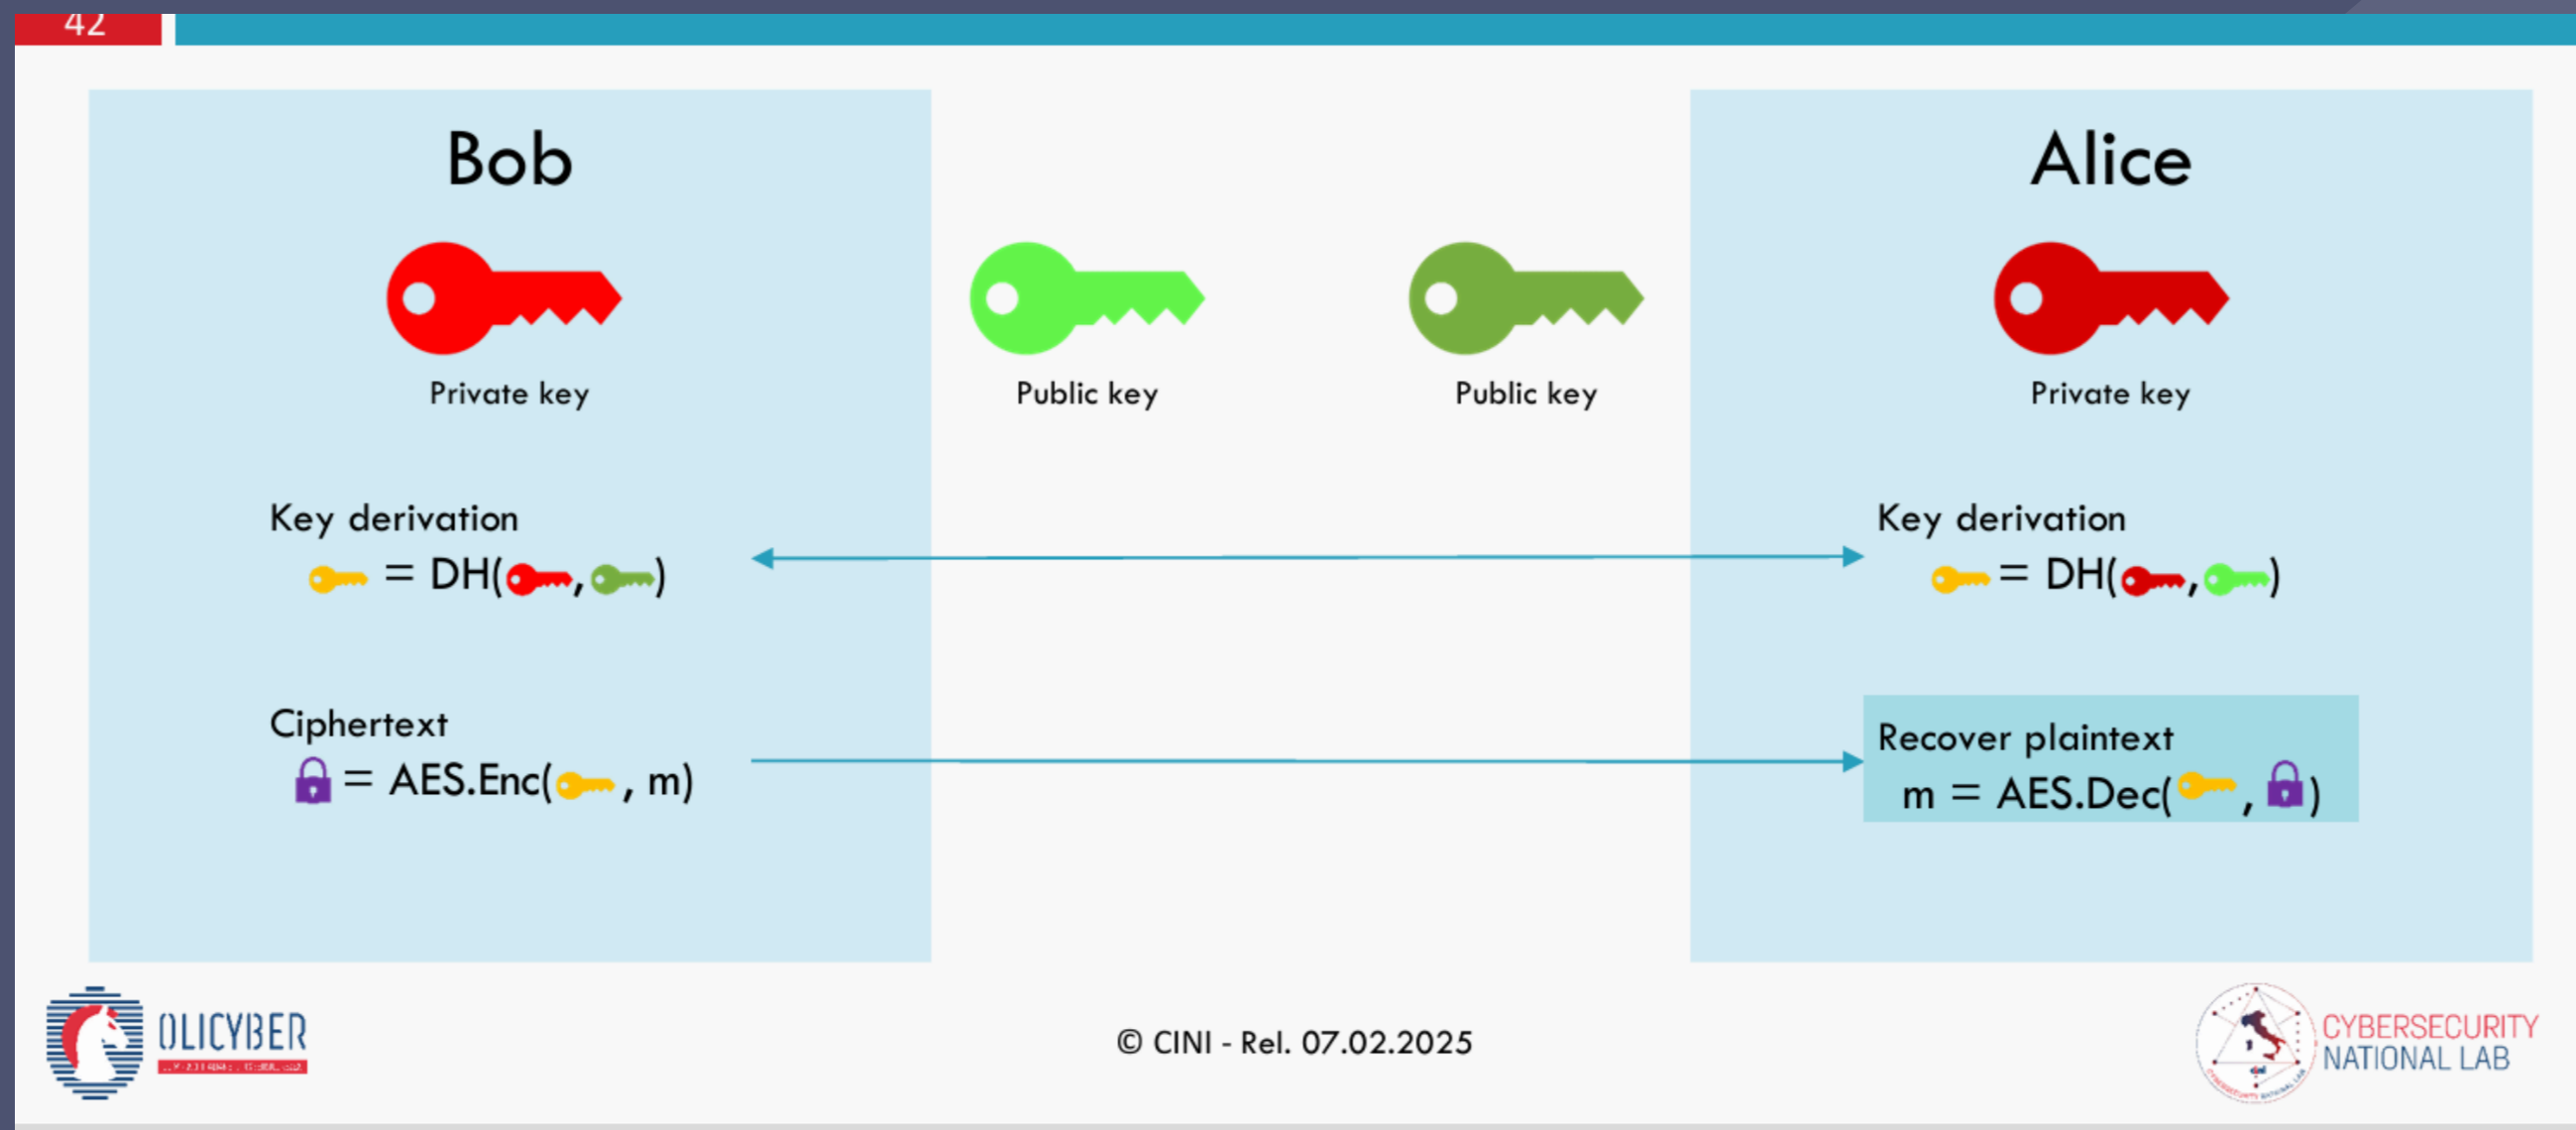 42
Bob
Alice
Private key
Public key
Public key
Private key
Key derivation
= DH( , )
Key derivation
= DH( , )
Ciphertext
= AES.Enc( , m)
Recover plaintext
m = AES.Dec( , )
OLICYBER
© CINI - Rel. 07.02.2025
CYBERSECURITY
NATIONAL LAB